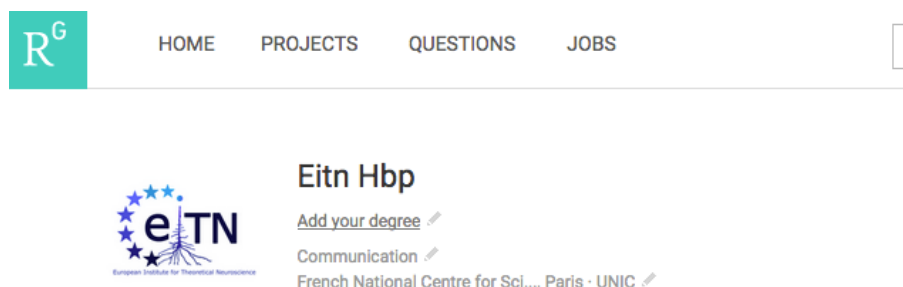 RG
HOME PROJECTS QUESTIONS JOBS
Eitn Hbp
Add your degree
Communication
French National Centre for Sci..., Paris · UNIC
eiTN
European Institute for Theoretical Neuroscience